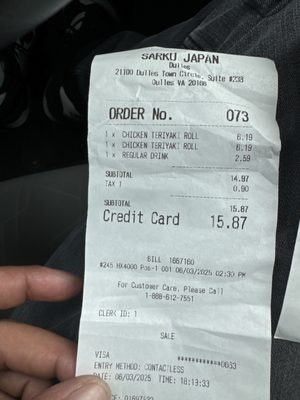 SARKU JAPAN
Dulles
21100 Dulles Town Circle, Suite #238
Dulles VA 20166
ORDER No. 073
1 x CHICKEN TERIYAKI ROLL 6.19
1 x CHICKEN TERIYAKI ROLL 6.19
1 x REGULAR DRINK 2.59
SUBTOTAL 14.97
TAX 1 0.90
SUBTOTAL 15.87
Credit Card 15.87
BILL 1667160
#245 HX4000 Pos-1 001 06/03/2025 02:30 PM
For Customer Care, Please Call
1-888-612-7551
CLERK ID: 1
SALE
VISA ***********0663
ENTRY METHOD: CONTACTLESS
DATE: 06/03/2025 TIME: 18:13:33